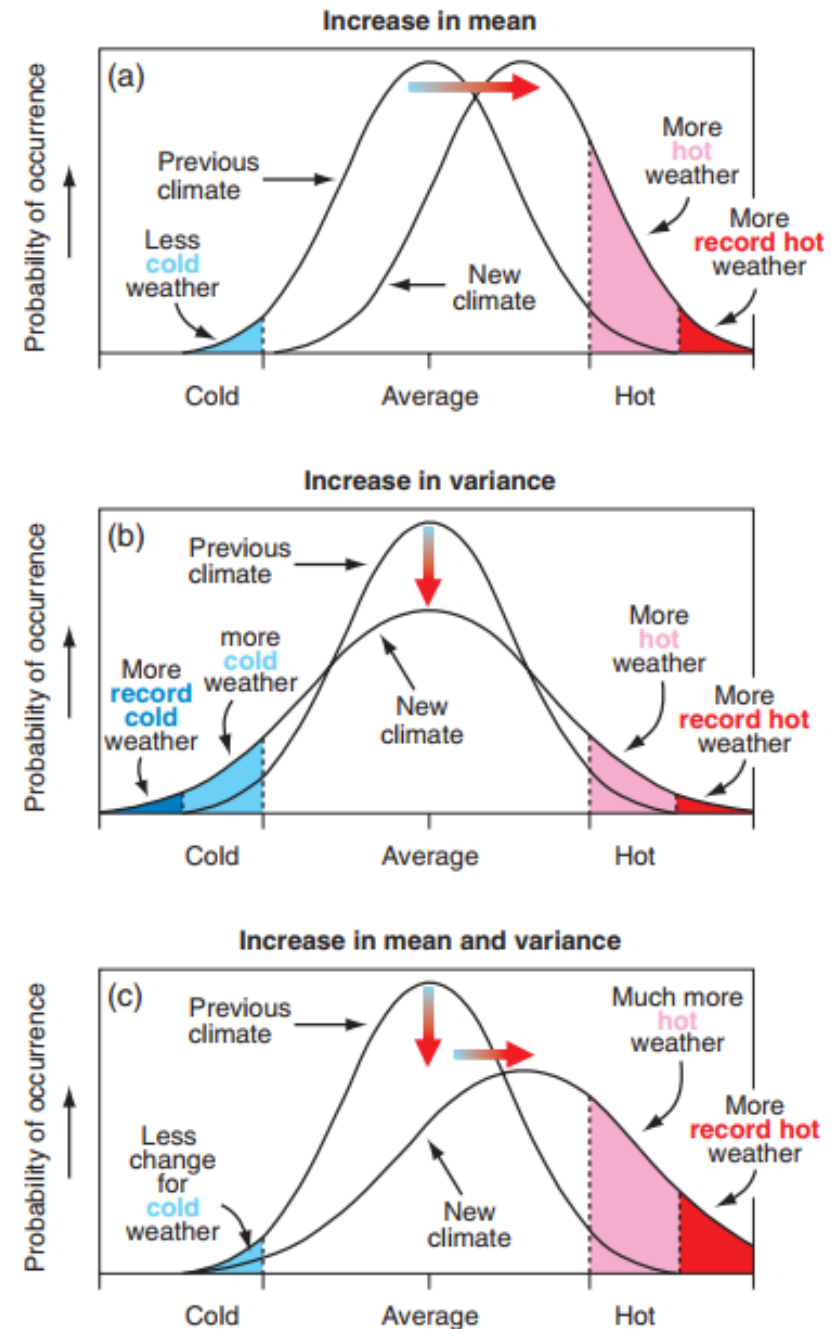 Increase in mean
(a)
Probability of occurrence
Previous
climate
Less
cold
weather
New
climate
More
hot
weather
More
record hot
weather
Cold
Average
Hot
Increase in variance
(b)
Probability of occurrence
Previous
climate
more
cold
weather
More
record
cold
weather
New
climate
More
hot
weather
More
record hot
weather
Cold
Average
Hot
Increase in mean and variance
(c)
Probability of occurrence
Previous
climate
Less
change
for
cold
weather
New
climate
Much more
hot
weather
More
record hot
weather
Cold
Average
Hot